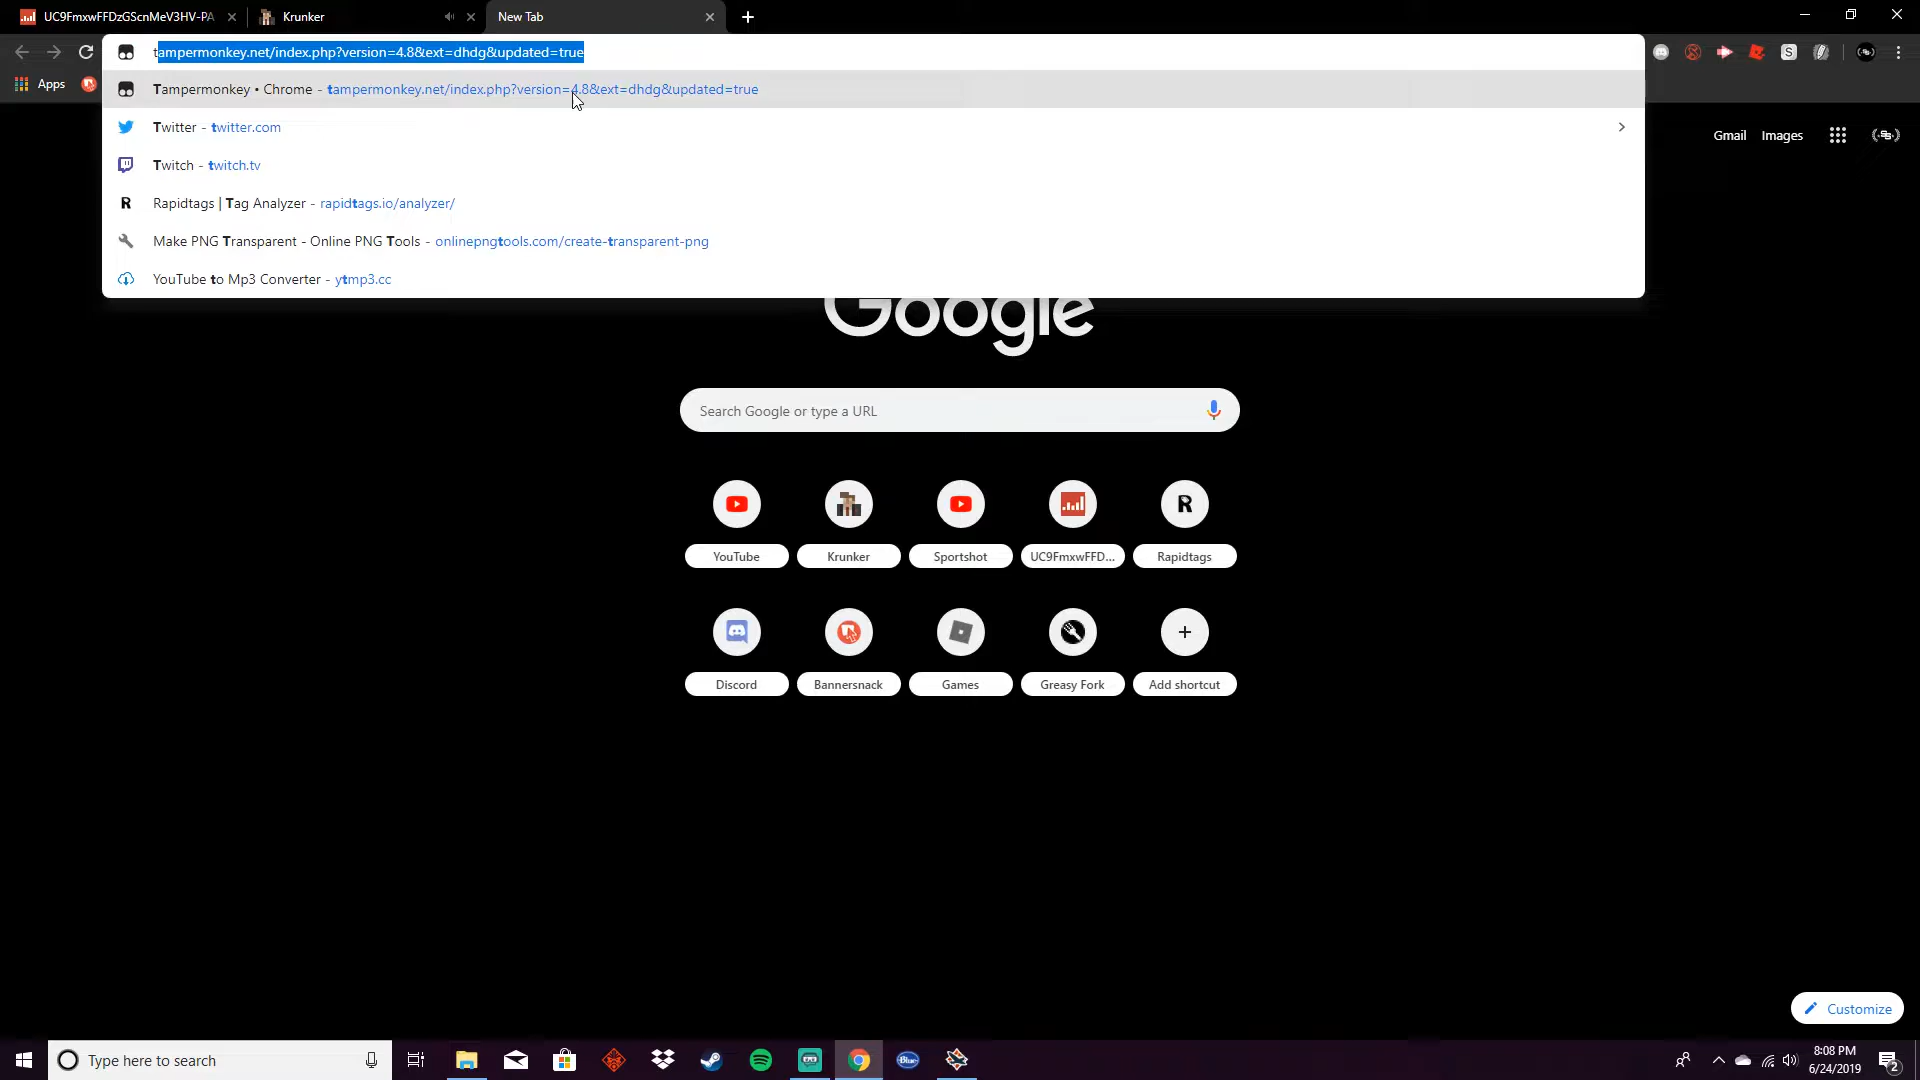 UC9FmxwFFDzGScnMeV3HV-PA
Krunker
New Tab
tampermonkey.net/index.php?version=4.8&ext=dhdg&updated=true
Apps
Tampermonkey • Chrome - tampermonkey.net/index.php?version=4.8&ext=dhdg&updated=true
Twitter - twitter.com
Gmail Images
Twitch - twitch.tv
Rapidtags | Tag Analyzer - rapidtags.io/analyzer/
Make PNG Transparent - Online PNG Tools - onlinepngtools.com/create-transparent-png
YouTube to Mp3 Converter - ytmp3.cc
Google
Search Google or type a URL
YouTube
Krunker
Sportshot
UC9FmxwFFD...
Rapidtags
Discord
Bannersnack
Games
Greasy Fork
Add shortcut
Customize
Type here to search
Blue
8:08 PM
6/24/2019
2